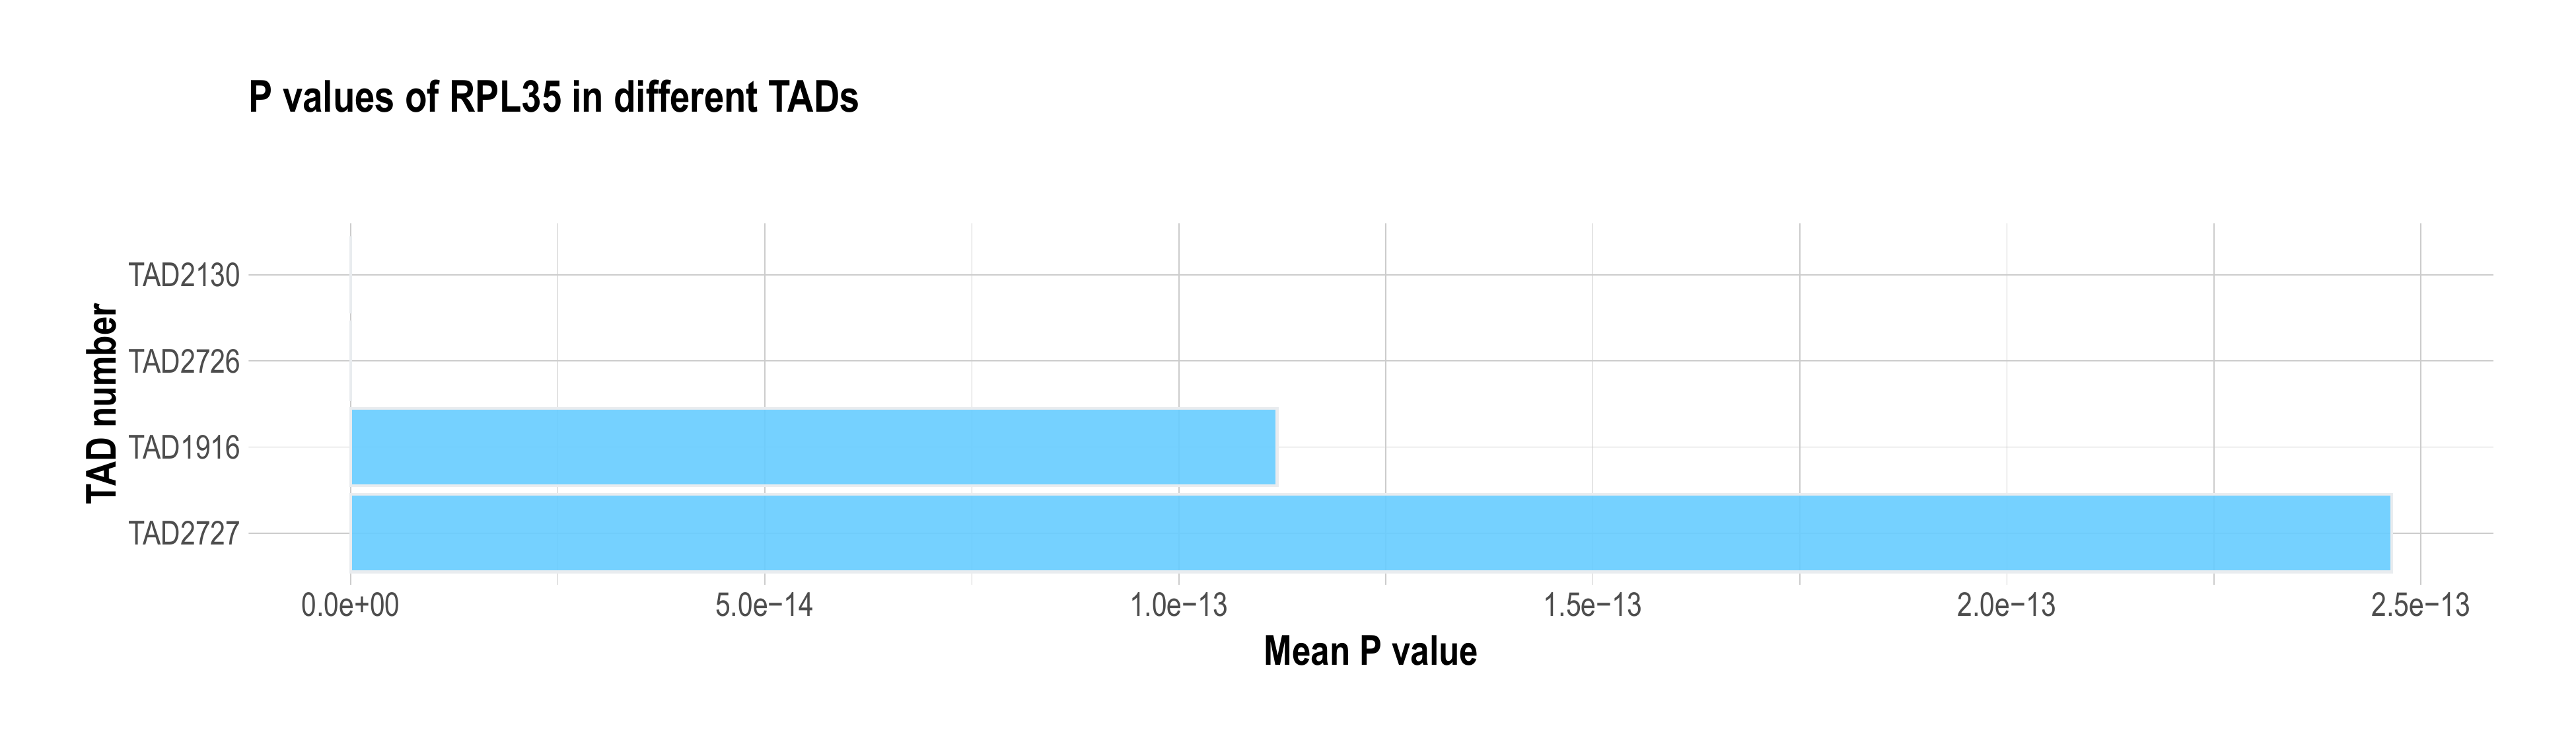 P values of RPL35 in different TADs
TAD number
TAD2130
TAD2726
TAD1916
TAD2727
0.0e+00 5.0e−14 1.0e−13 1.5e−13 2.0e−13 2.5e−13
Mean P value